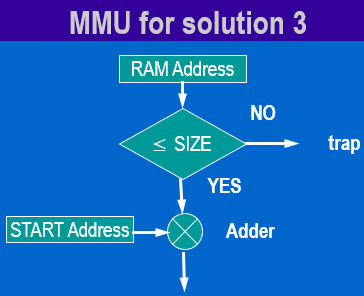 MMU for solution 3
RAM Address
NO
≤ SIZE
trap
YES
START Address
Adder